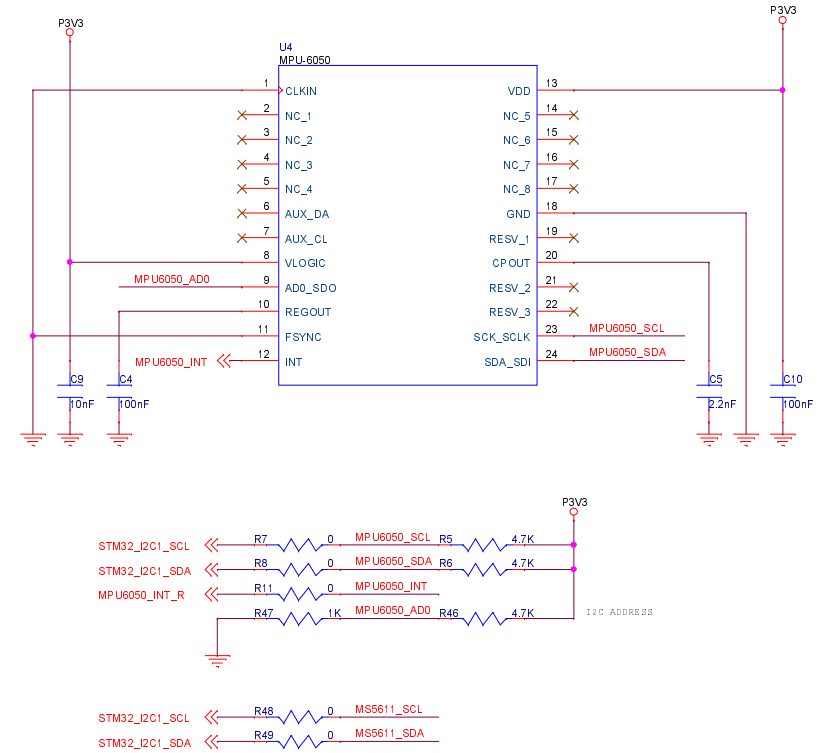 P3V3
P3V3
U4
MPU-6050
1 CLKIN VDD 13
2 NC_1 NC_5 14
3 NC_2 NC_6 15
4 NC_3 NC_7 16
5 NC_4 NC_8 17
6 AUX_DA GND 18
7 AUX_CL RESV_1 19
8 VLOGIC CPOUT 20
MPU6050_AD0 9 AD0_SDO RESV_2 21
10 REGOUT RESV_3 22
11 FSYNC SCK_SCLK 23 MPU6050_SCL
MPU6050_INT 12 INT SDA_SDI 24 MPU6050_SDA
C9 C4 C5 C10
10nF 100nF 2.2nF 100nF
P3V3
STM32_I2C1_SCL R7 0 MPU6050_SCL R5 4.7K
STM32_I2C1_SDA R8 0 MPU6050_SDA R6 4.7K
MPU6050_INT_R R11 0 MPU6050_INT
R47 1K MPU6050_AD0 R46 4.7K I2C ADDRESS
STM32_I2C1_SCL R48 0 MS5611_SCL
STM32_I2C1_SDA R49 0 MS5611_SDA